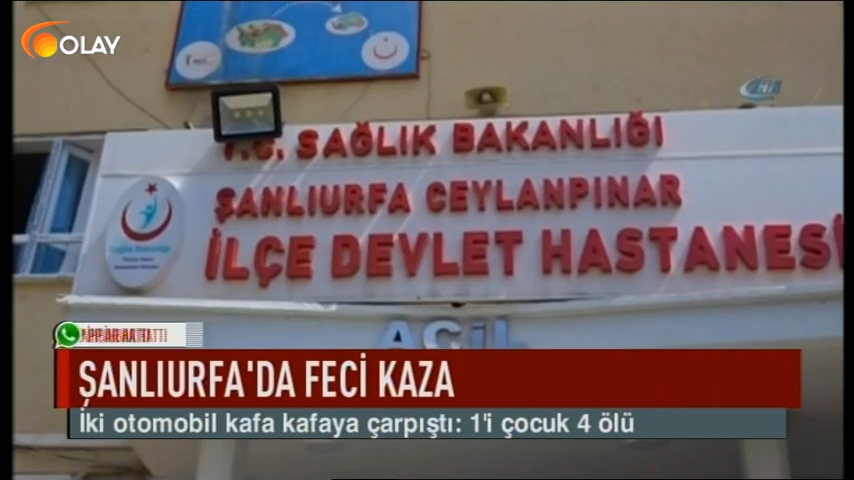 OLAY
T.C. SAĞLIK BAKANLIĞI
ŞANLIURFA CEYLANPINAR
İLÇE DEVLET HASTANESİ
ACİL
ŞANLIURFA'DA FECİ KAZA
İki otomobil kafa kafaya çarpıştı: 1'i çocuk 4 ölü